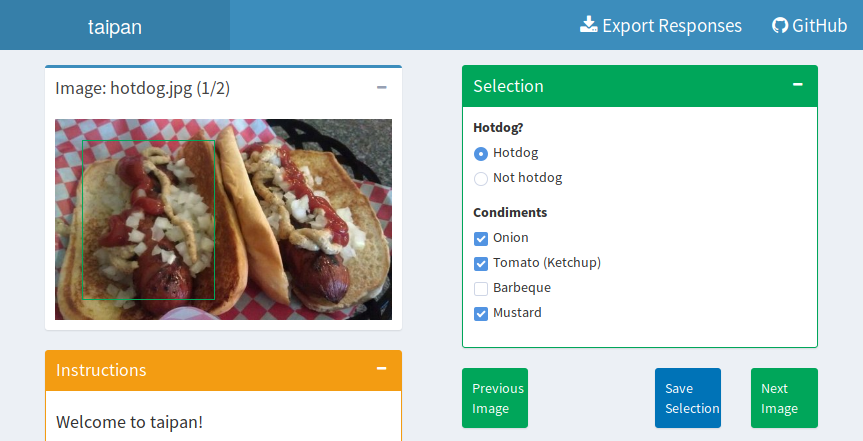 taipan
Export Responses
GitHub
Image: hotdog.jpg (1/2)
Selection
Hotdog?
Hotdog
Not hotdog
Condiments
Onion
Tomato (Ketchup)
Barbeque
Mustard
Previous
Image
Save
Selection
Next
Image
Instructions
Welcome to taipan!